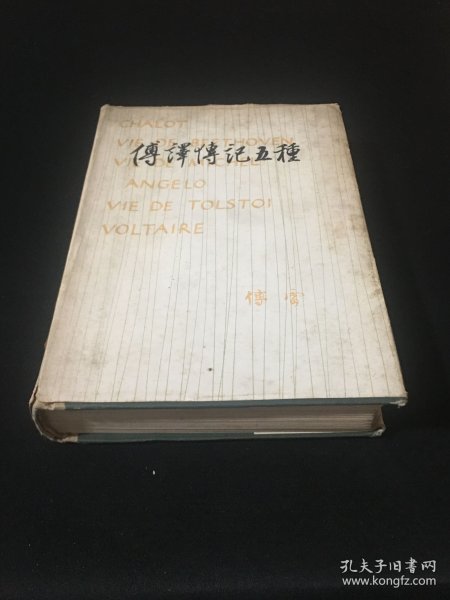 CHALOT
VIE DE BEETHOVEN
傅譯傳記五種
ANGELO
VIE DE TOLSTOI
VOLTAIRE
傅雷
孔夫子旧书网
www.kongfz.com